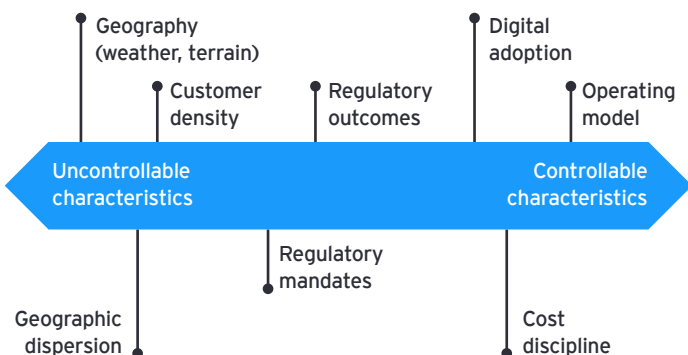 Geography
(weather, terrain)
Digital
adoption
Customer
density
Regulatory
outcomes
Operating
model
Uncontrollable
characteristics
Controllable
characteristics
Regulatory
mandates
Geographic
dispersion
Cost
discipline